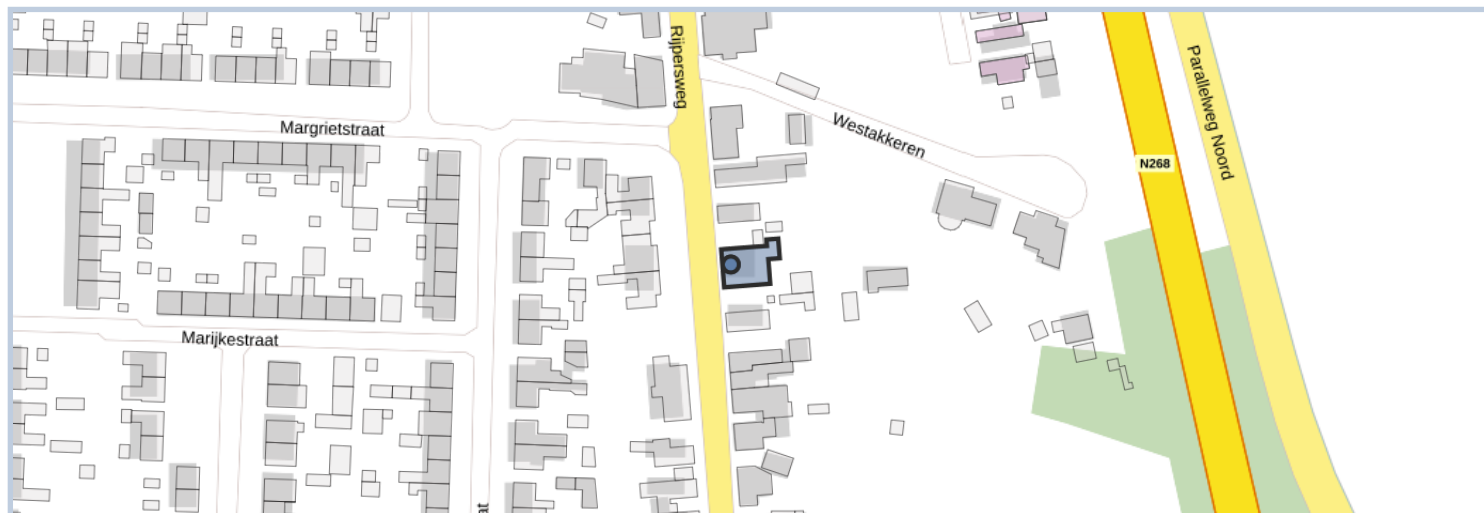 Rijpersweg
Parallelweg Noord
Margrietstraat
Westakkeren
N268
Marijkestraat